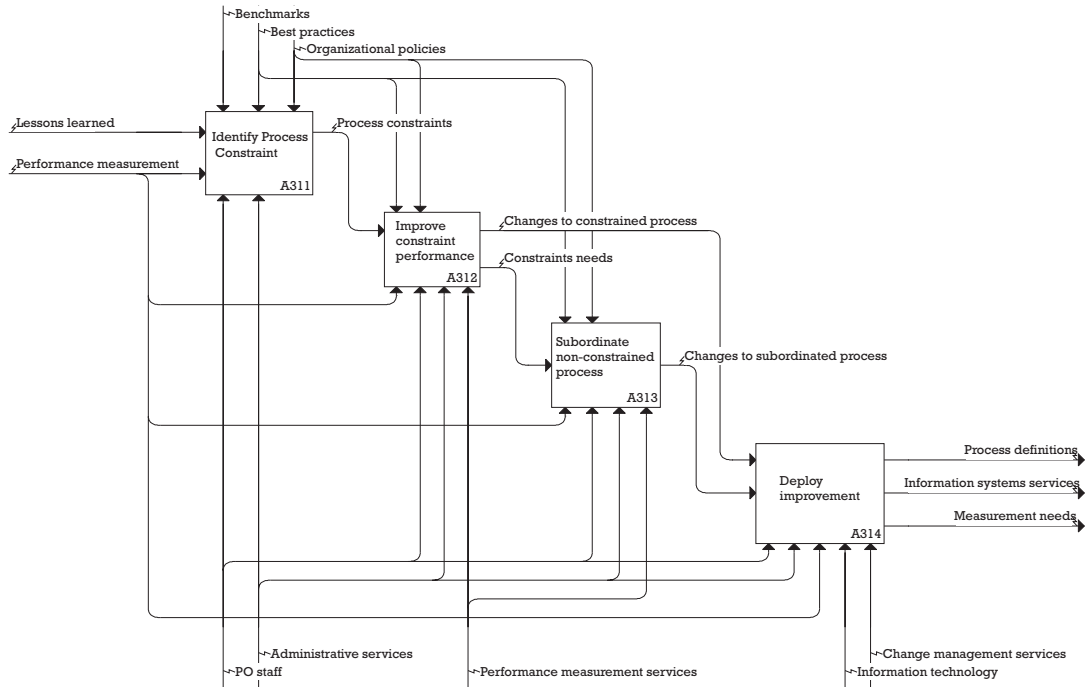 Benchmarks
Best practices
Organizational policies
Lessons learned
Process constraints
Identify Process
Constraint
Performance measurement
A311
Improve
constraint
performance
A312
Changes to constrained process
Constraints needs
Subordinate
non-constrained
process
A313
Changes to subordinated process
Deploy
improvement
A314
Process definitions
Information systems services
Measurement needs
Administrative services
PO staff
Performance measurement services
Change management services
Information technology